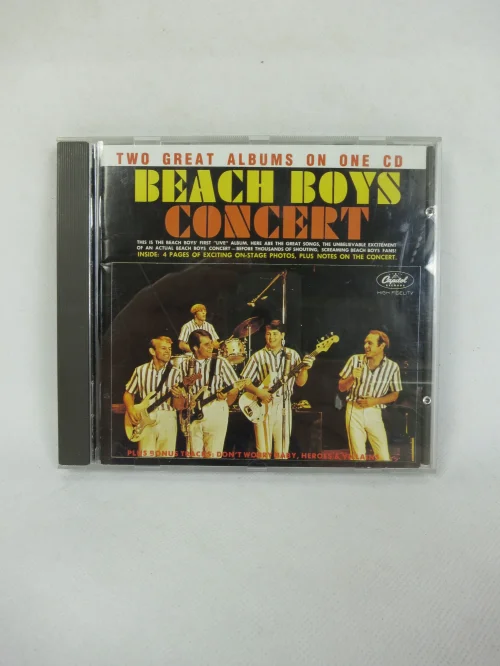 TWO GREAT ALBUMS ON ONE CD
BEACH BOYS
CONCERT
THIS IS THE BEACH BOYS' FIRST "LIVE" ALBUM. HERE ARE THE GREAT SONGS, THE UNBELIEVABLE EXCITEMENT
OF AN ACTUAL BEACH BOYS CONCERT—BEFORE THOUSANDS OF SHOUTING, SCREAMING BEACH BOYS FANS!
INSIDE: 4 PAGES OF EXCITING ON-STAGE PHOTOS, PLUS NOTES ON THE CONCERT.
Capitol
RECORDS
HIGH FIDELITY
PLUS BONUS TRACKS: DON'T WORRY BABY, HEROES & VILLAINS